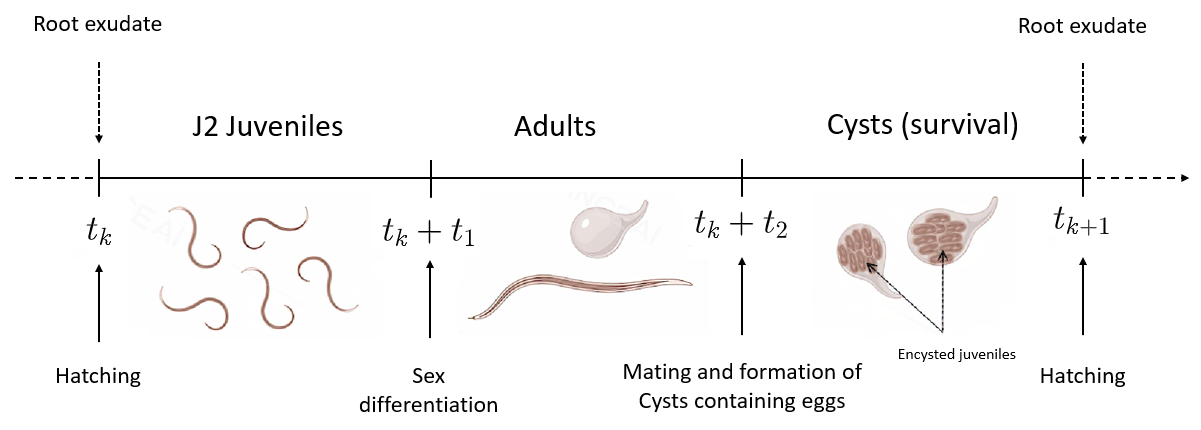 Root exudate
Root exudate
J2 Juveniles
Adults
Cysts (survival)
t_k
t_k + t_1
t_k + t_2
t_{k+1}
Encysted juveniles
Hatching
Sex
differentiation
Mating and formation of
Cysts containing eggs
Hatching